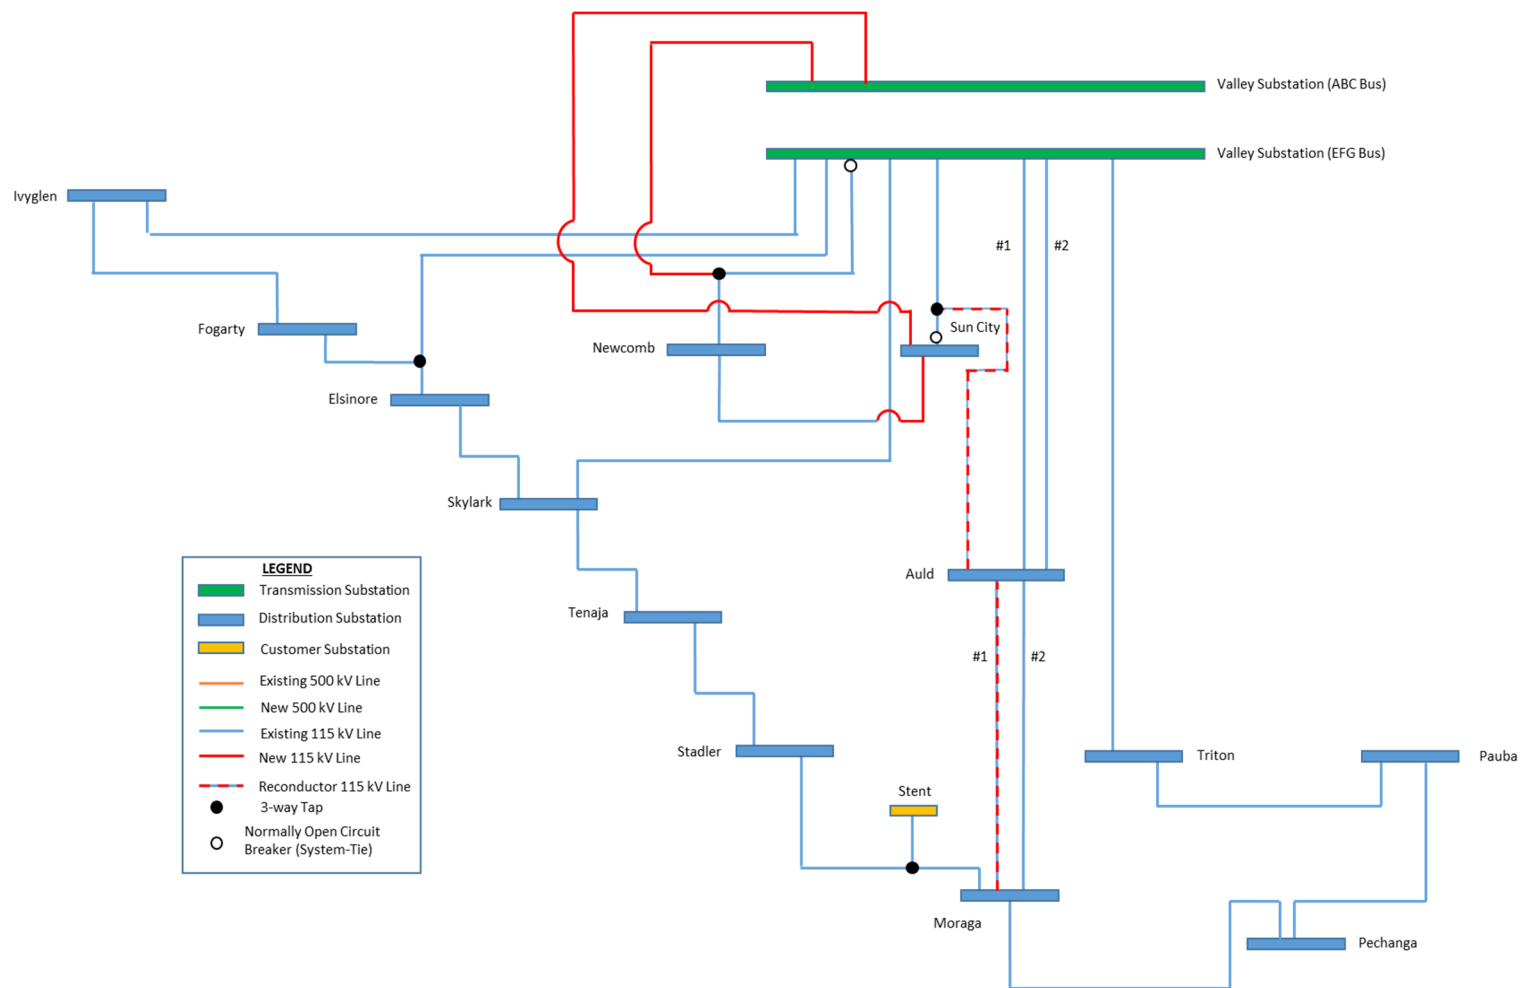 Valley Substation (ABC Bus)
Valley Substation (EFG Bus)
Ivyglen
#1
#2
Fogarty
Sun City
Newcomb
Elsinore
Skylark
LEGEND
Transmission Substation
Distribution Substation
Customer Substation
Existing 500 kV Line
New 500 kV Line
Existing 115 kV Line
New 115 kV Line
Reconductor 115 kV Line
3-way Tap
Normally Open Circuit
Breaker (System-Tie)
Auld
Tenaja
#1
#2
Stadler
Triton
Pauba
Stent
Moraga
Pechanga